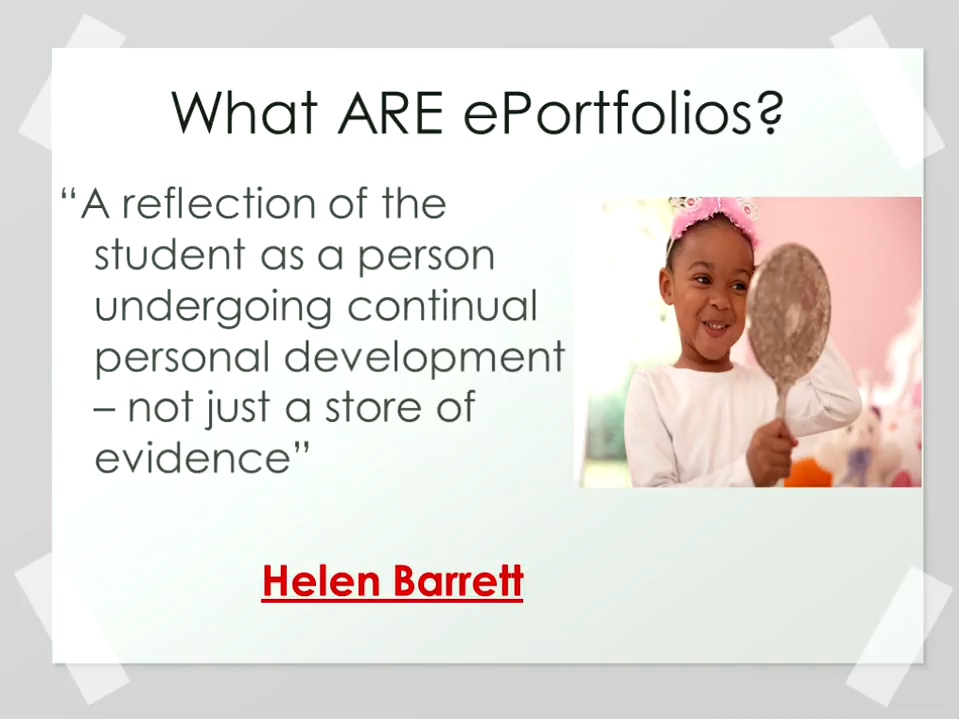 What ARE ePortfolios?
“A reflection of the
student as a person
undergoing continual
personal development
– not just a store of
evidence”
Helen Barrett